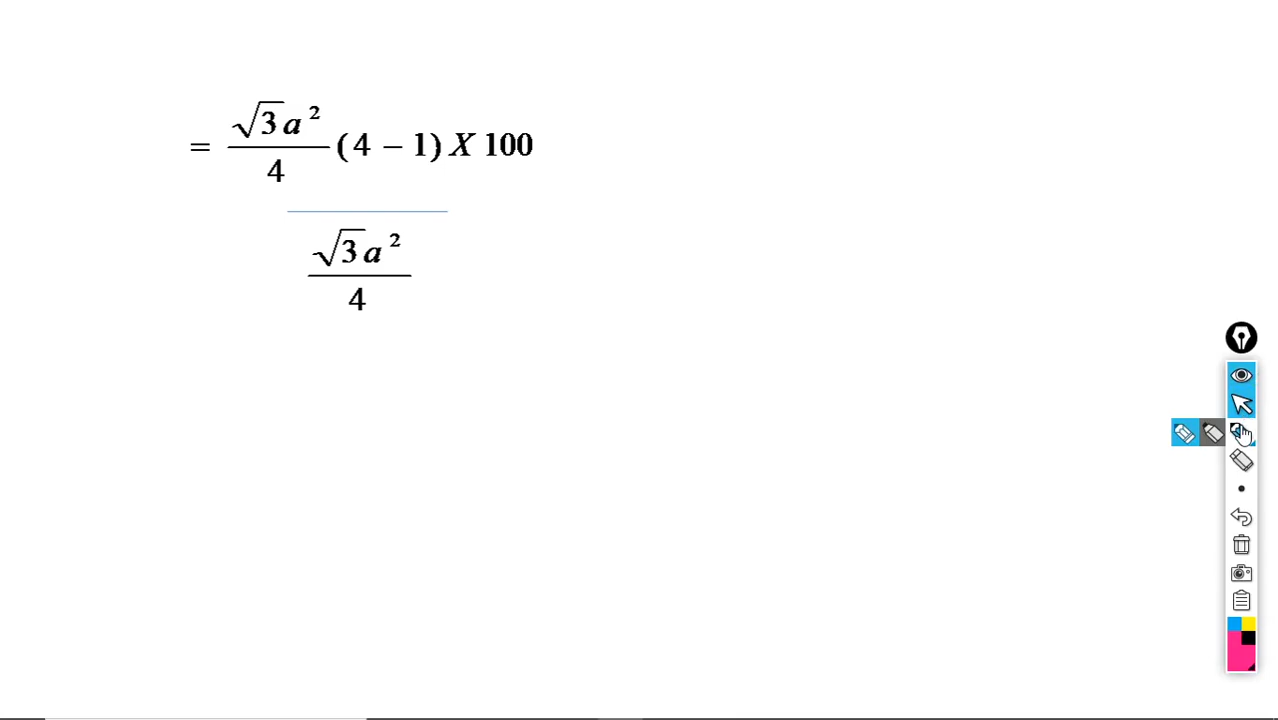 = √3a² / 4 (4 − 1) X 100
√3a² / 4